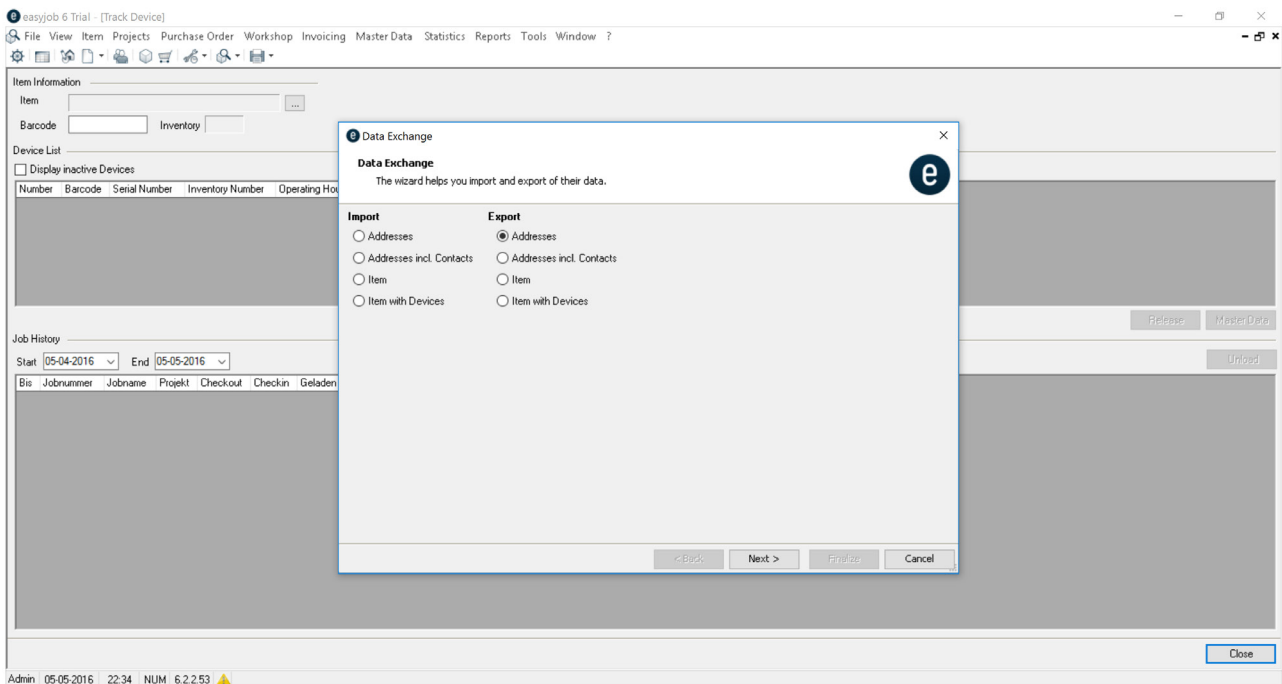 e easyjob 6 Trial - [Track Device]
File View Item Projects Purchase Order Workshop Invoicing Master Data Statistics Reports Tools Window ?
Item Information
Item ...
Barcode Inventory
Device List
Display inactive Devices
Number Barcode Serial Number Inventory Number Operating Hou
Data Exchange
Data Exchange
The wizard helps you import and export of their data.
e
Import Export
Addresses Addresses
Addresses incl. Contacts Addresses incl. Contacts
Item Item
Item with Devices Item with Devices
< Back Next > Finalize Cancel
Release Master Data
Job History
Start 05-04-2016 End 05-05-2016 Unload
Bis Jobnummer Jobname Projekt Checkout Checkin Geladen
Close
Admin 05-05-2016 22:34 NUM 6.2.2.53